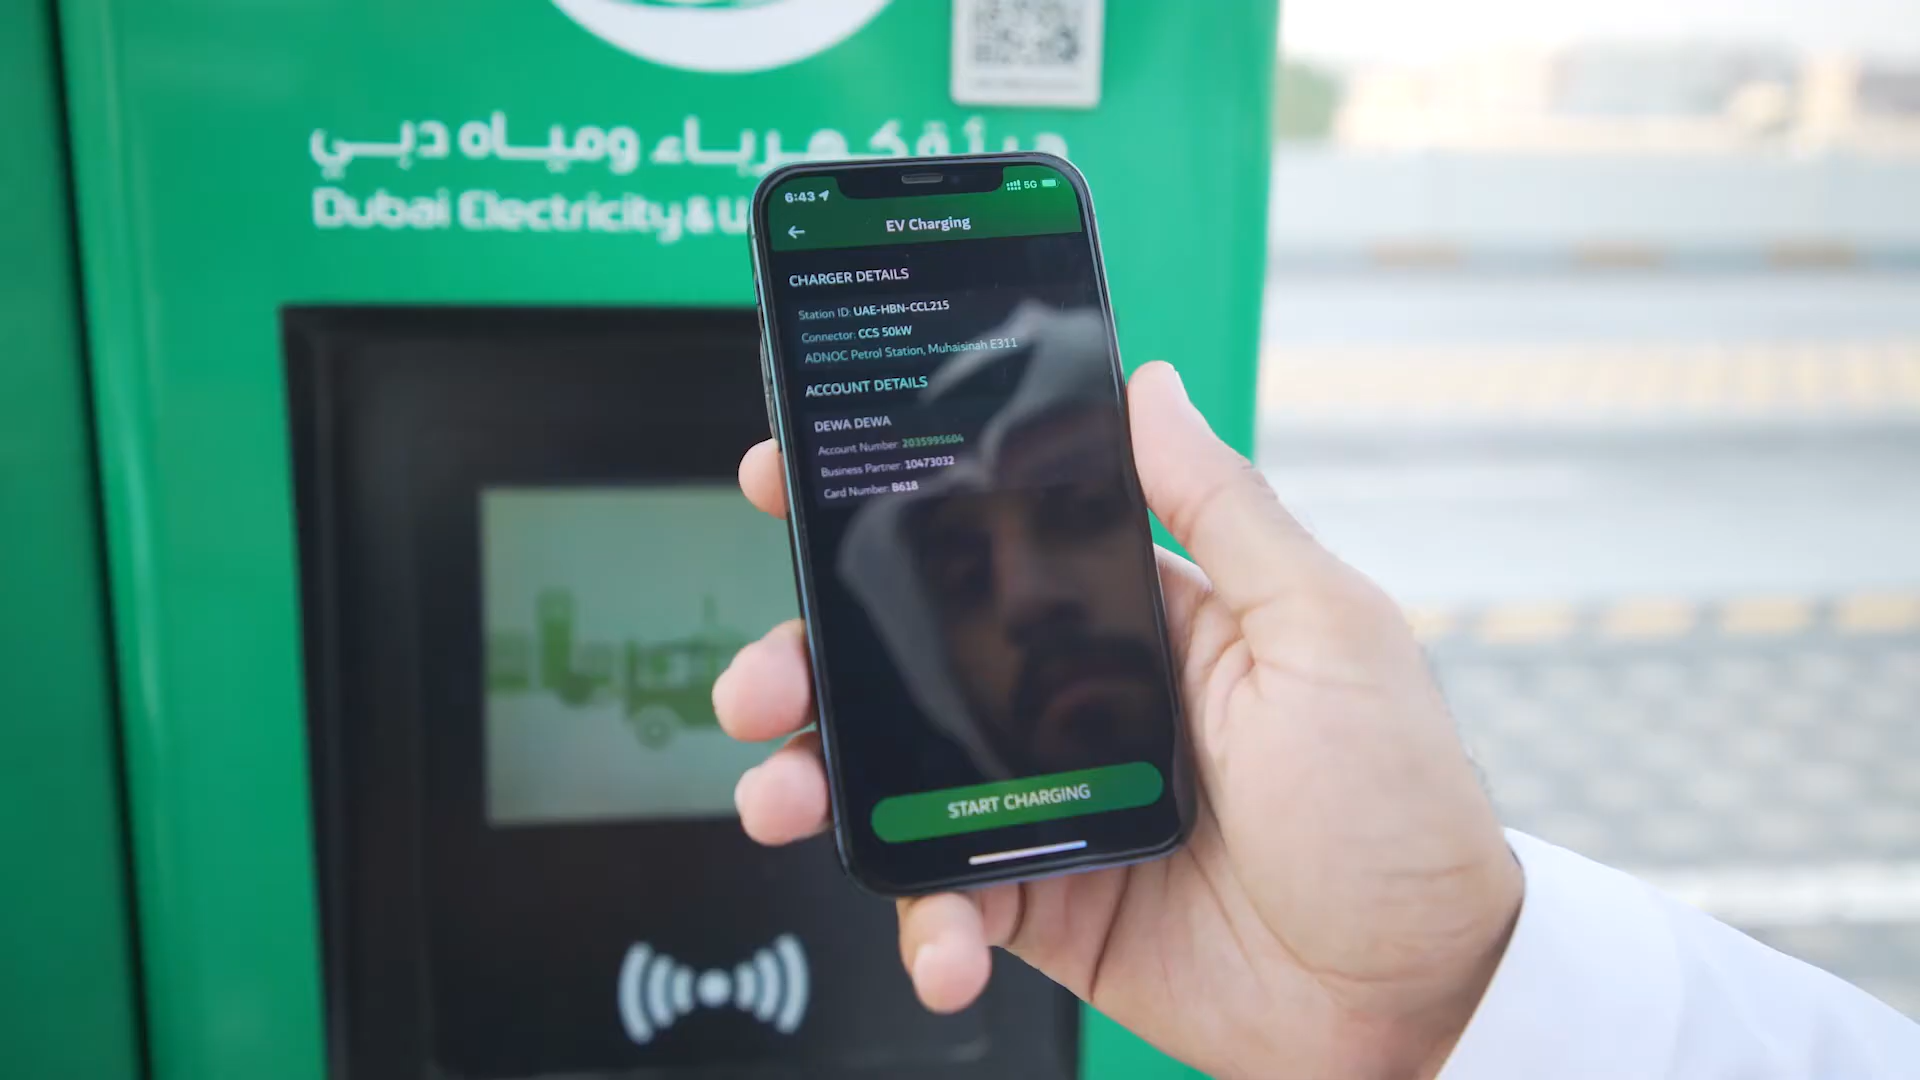 هيئة كهرباء ومياه دبي
Dubai Electricity & W
6:43
5G
EV Charging
CHARGER DETAILS
Station ID: UAE-HBN-CCL215
Connector: CCS 50kW
ADNOC Petrol Station, Muhaisinah E311
ACCOUNT DETAILS
DEWA DEWA
Account Number: 2035995604
Business Partner: 10473032
Card Number: B618
START CHARGING